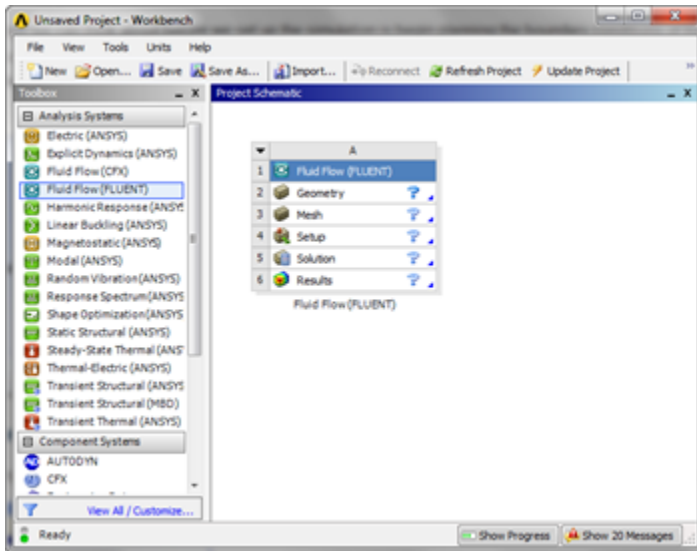 Unsaved Project - Workbench
File View Tools Units Help
New Open... Save Save As... Import... Reconnect Refresh Project Update Project »
Toolbox
Project Schematic
Analysis Systems
Electric (ANSYS)
Explicit Dynamics (ANSYS)
Fluid Flow (CFX)
Fluid Flow (FLUENT)
Harmonic Response (ANSYS
Linear Buckling (ANSYS)
Magnetostatic (ANSYS)
Modal (ANSYS)
Random Vibration (ANSYS)
Response Spectrum (ANSYS
Shape Optimization (ANSYS
Static Structural (ANSYS)
Steady-State Thermal (ANS
Thermal-Electric (ANSYS)
Transient Structural (ANSYS
Transient Structural (MBD)
Transient Thermal (ANSYS)
Component Systems
AUTODYN
CFX
View All / Customize...
A
1 Fluid Flow (FLUENT)
2 Geometry ?
3 Mesh ?
4 Setup ?
5 Solution ?
6 Results ?
Fluid Flow (FLUENT)
Ready
Show Progress Show 20 Messages